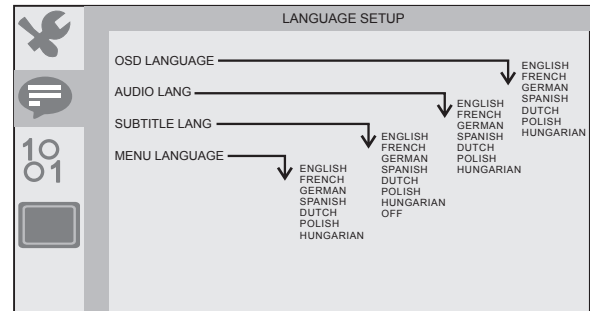 LANGUAGE SETUP
OSD LANGUAGE
ENGLISH
FRENCH
GERMAN
SPANISH
DUTCH
POLISH
HUNGARIAN
AUDIO LANG
ENGLISH
FRENCH
GERMAN
SPANISH
DUTCH
POLISH
HUNGARIAN
SUBTITLE LANG
ENGLISH
FRENCH
GERMAN
SPANISH
DUTCH
POLISH
HUNGARIAN
OFF
MENU LANGUAGE
ENGLISH
FRENCH
GERMAN
SPANISH
DUTCH
POLISH
HUNGARIAN
10
01